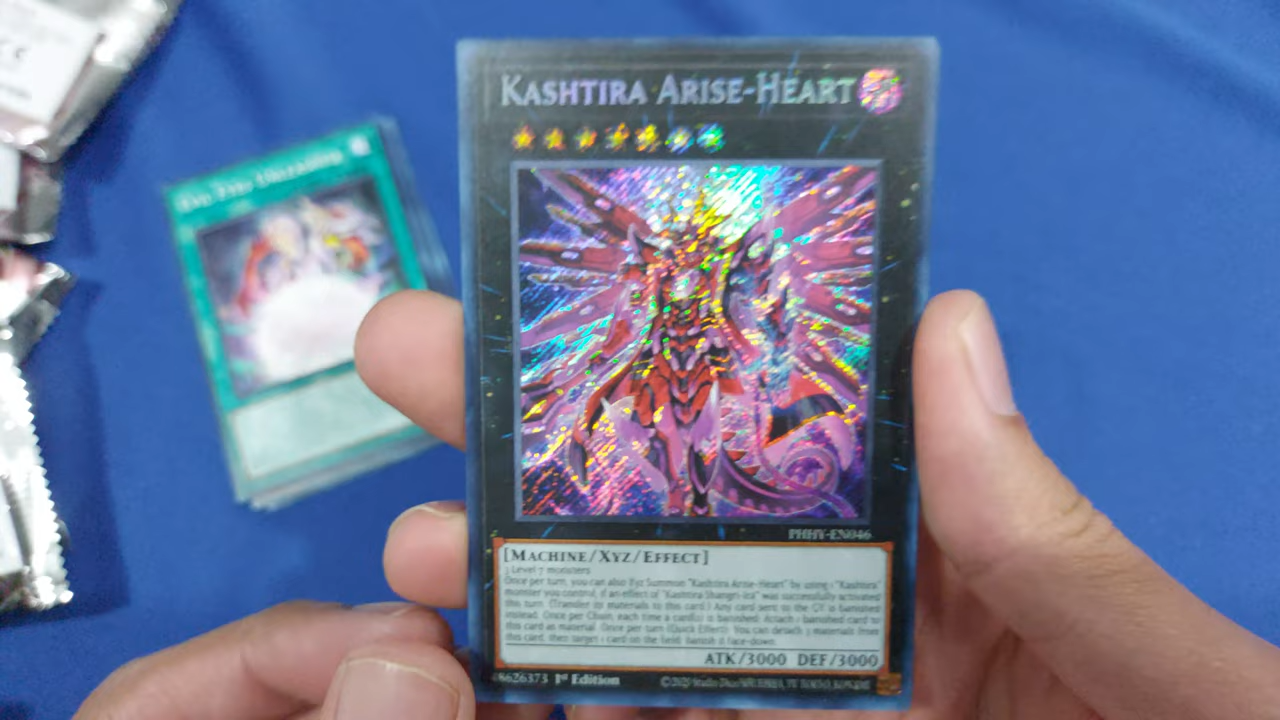 KASHTIRA ARISE-HEART
PHHY-EN046
[MACHINE/XYZ/EFFECT]
3 Level 7 monsters
Once per turn, you can also Xyz Summon "Kashtira Arise-Heart" by using 1 "Kashtira"
monster you control, if an effect of "Kashtira Shangri-Ira" was successfully activated
this turn. (Transfer its materials to this card.) Any card sent to the GY is banished
instead. Once per Chain, each time a card(s) is banished: Attach 1 banished card to
this card as material. Once per turn (Quick Effect): You can detach 3 materials from
this card, then target 1 card on the field; banish it face-down.
ATK/3000 DEF/3000
48626373 1st Edition